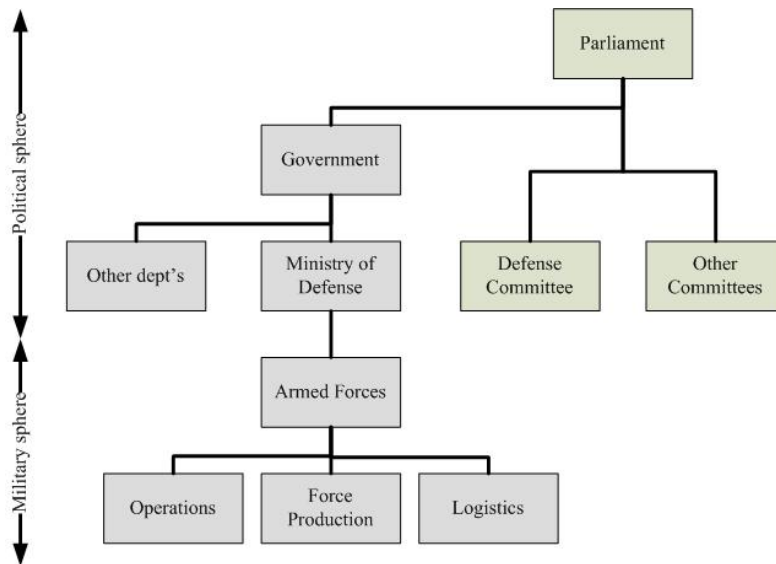 Parliament
Political sphere
Government
Other dept's
Ministry of
Defense
Defense
Committee
Other
Committees
Military sphere
Armed Forces
Operations
Force
Production
Logistics